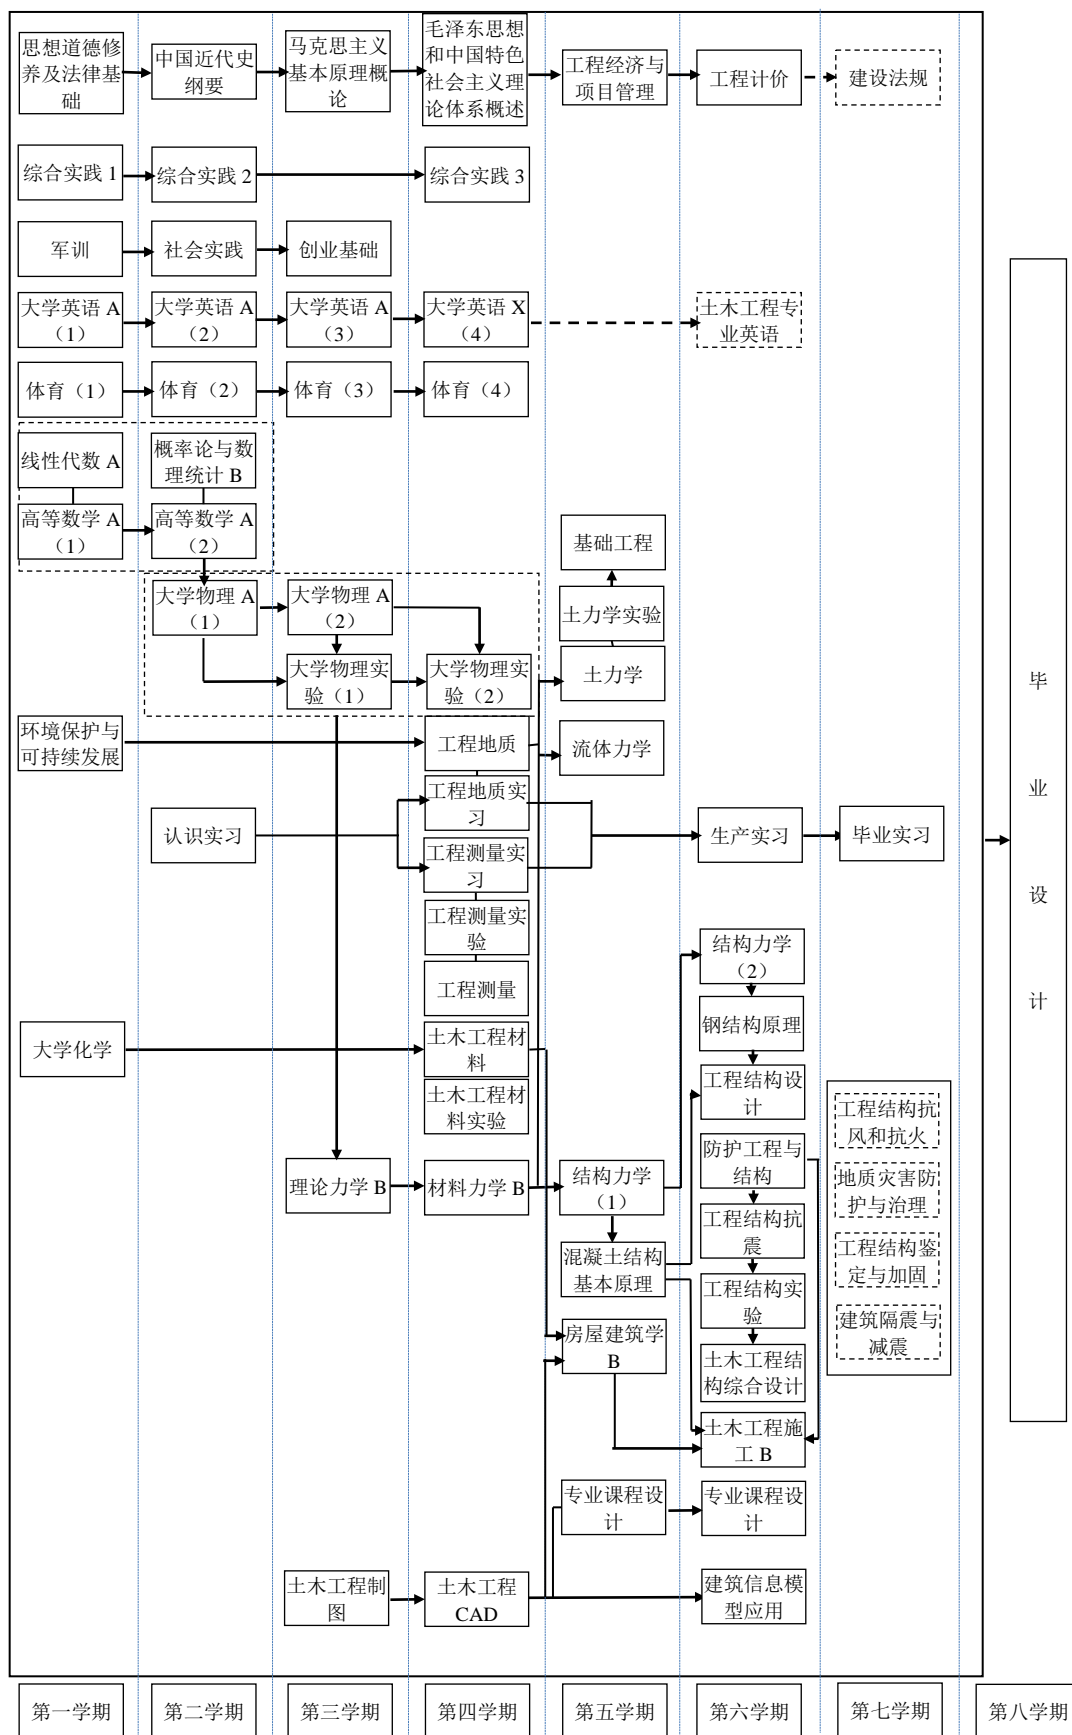 思想道德修
养及法律基
础
中国近代史
纲要
马克思主义
基本原理概
论
毛泽东思想
和中国特色
社会主义理
论体系概述
工程经济与
项目管理
工程计价
建设法规
综合实践 1
综合实践 2
综合实践 3
军训
社会实践
创业基础
大学英语 A
（1）
大学英语 A
（2）
大学英语 A
（3）
大学英语 X
（4）
土木工程专
业英语
体育（1）
体育（2）
体育（3）
体育（4）
线性代数 A
概率论与数
理统计 B
高等数学 A
（1）
高等数学 A
（2）
基础工程
大学物理 A
（1）
大学物理 A
（2）
土力学实验
大学物理实
验（1）
大学物理实
验（2）
土力学
环境保护与
可持续发展
工程地质
流体力学
工程地质实
习
认识实习
工程测量实
习
生产实习
毕业实习
工程测量实
验
工程测量
结构力学
（2）
钢结构原理
大学化学
土木工程材
料
工程结构设
计
土木工程材
料实验
工程结构抗
风和抗火
防护工程与
结构
理论力学 B
材料力学 B
结构力学
（1）
地质灾害防
护与治理
工程结构抗
震
混凝土结构
基本原理
工程结构鉴
定与加固
工程结构实
验
房屋建筑学
B
建筑隔震与
减震
土木工程结
构综合设计
土木工程施
工 B
专业课程设
计
专业课程设
计
土木工程制
图
土木工程
CAD
建筑信息模
型应用
毕
业
设
计
第一学期
第二学期
第三学期
第四学期
第五学期
第六学期
第七学期
第八学期